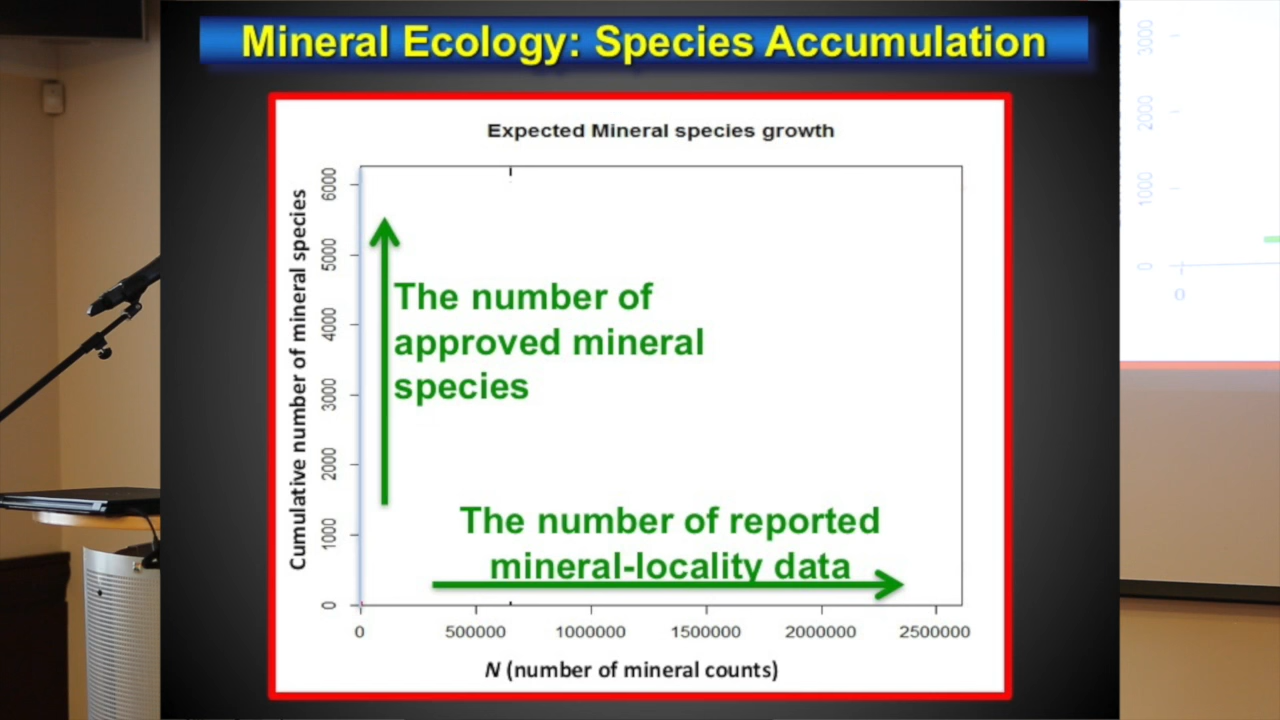 Mineral Ecology: Species Accumulation
Expected Mineral species growth
Cumulative number of mineral species
6000
5000
4000
3000
2000
1000
0
The number of
approved mineral
species
The number of reported
mineral-locality data
0 500000 1000000 1500000 2000000 2500000
N (number of mineral counts)
3000
2000
1000
0
0